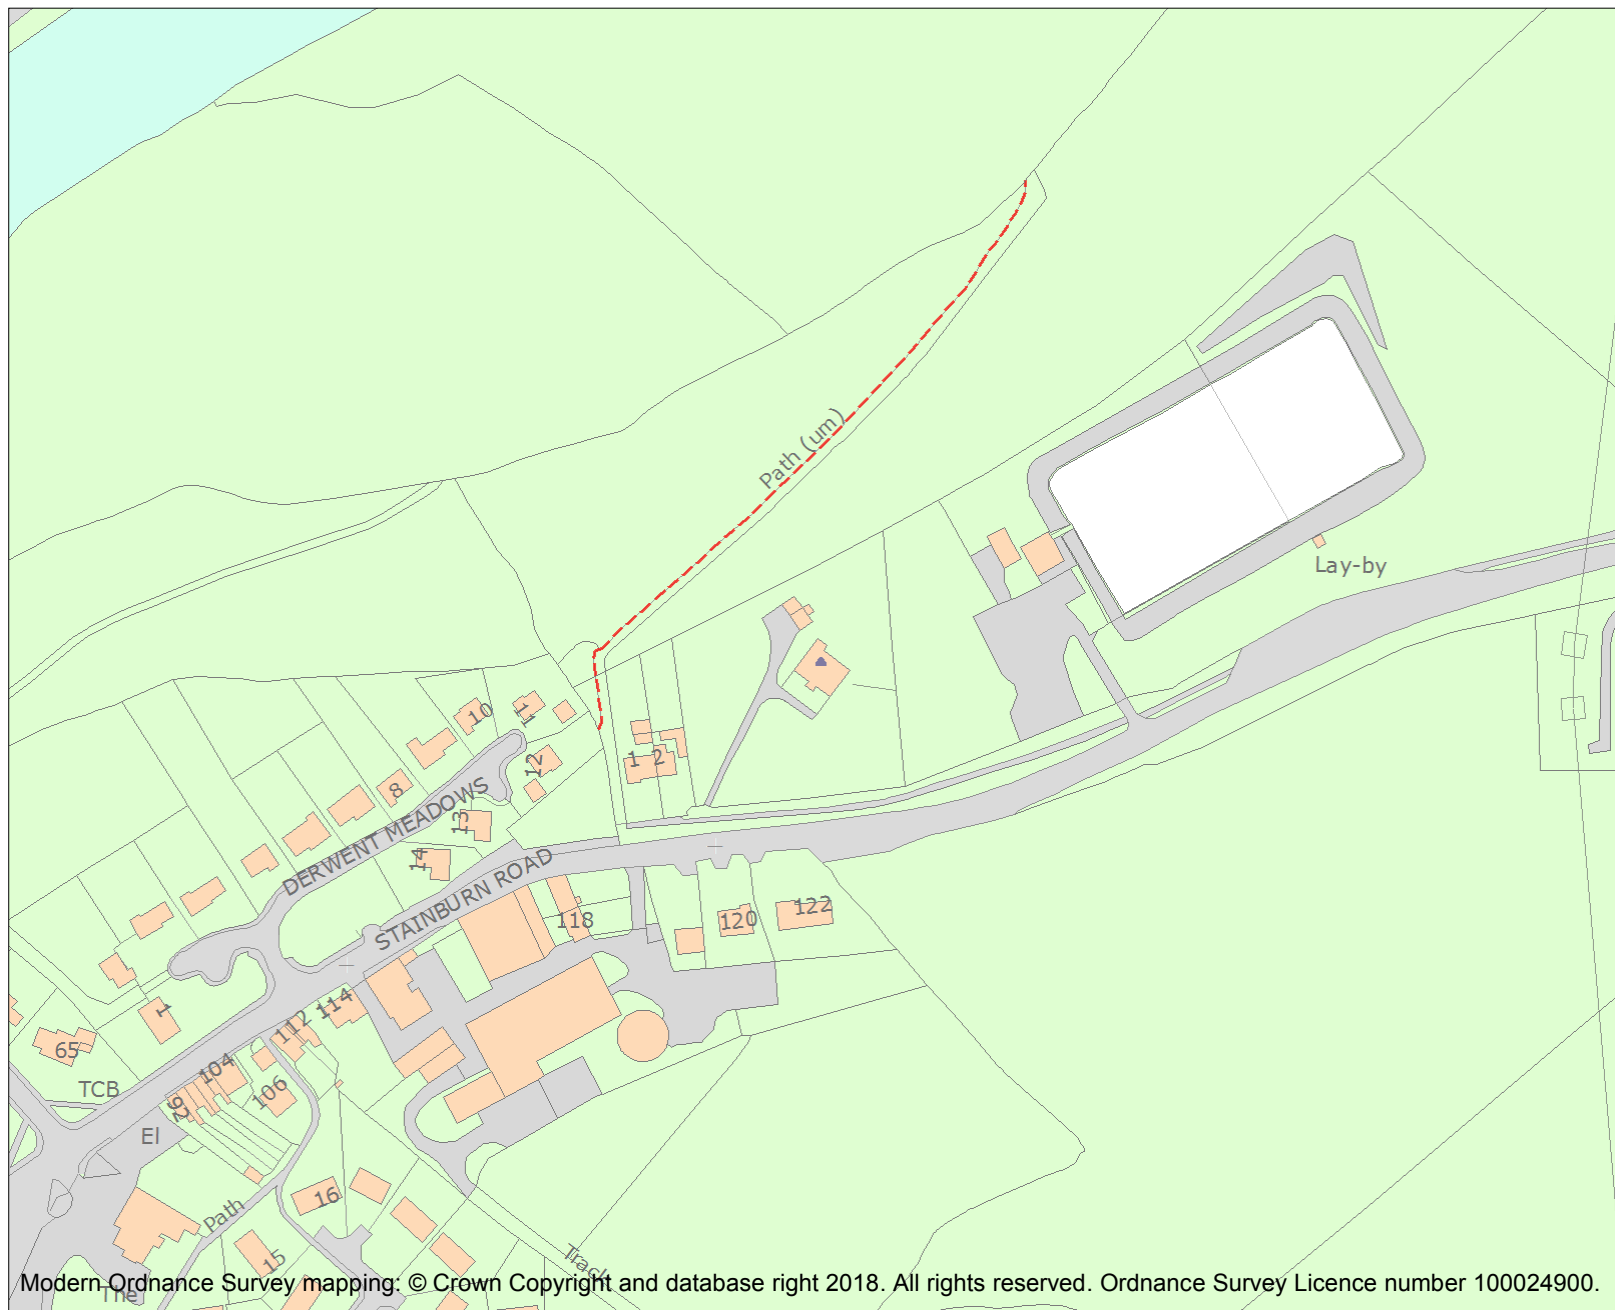 Path (um)
Lay-by
10
11
1
2
12
8
13
DERWENT MEADOWS
14
STAINBURN ROAD
118
120
122
1
114
112
65
104
TCB
106
92
El
16
Path
15
Track
The
Modern Ordnance Survey mapping: © Crown Copyright and database right 2018. All rights reserved. Ordnance Survey Licence number 100024900.